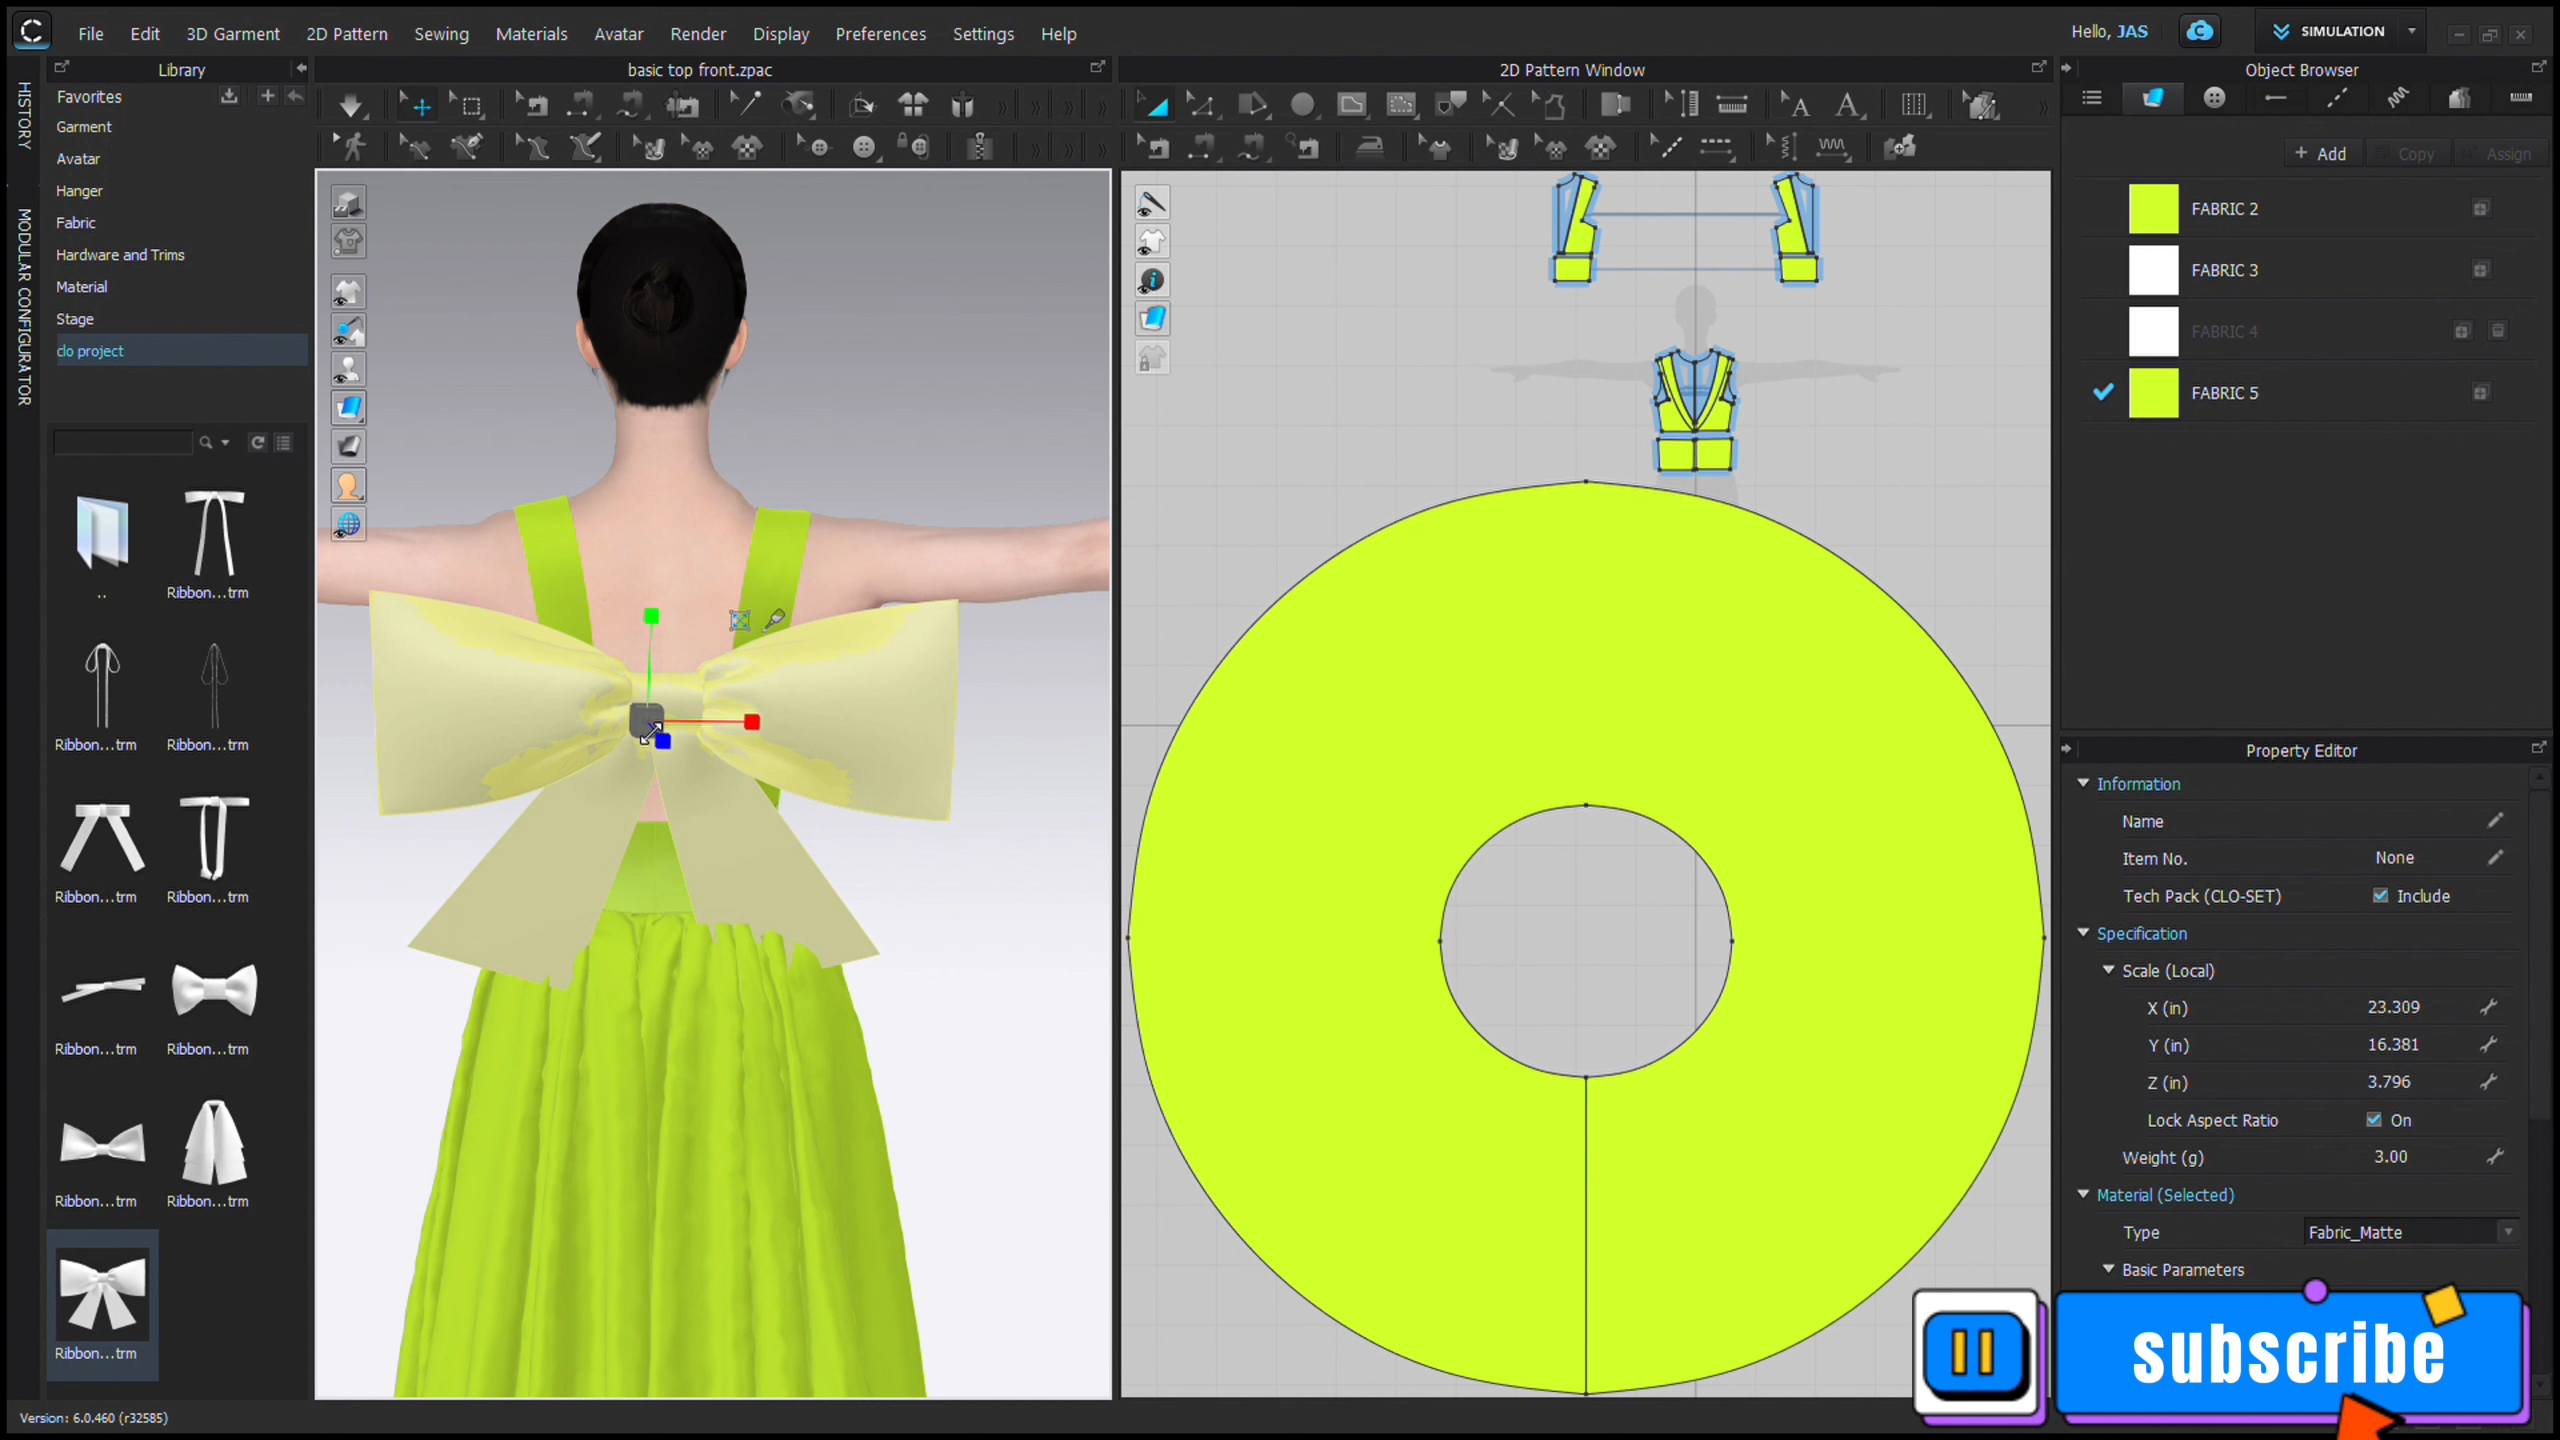 File Edit 3D Garment 2D Pattern Sewing Materials Avatar Render Display Preferences Settings Help
Hello, JAS
SIMULATION
HISTORY
MODULAR CONFIGURATOR
Library
Favorites
Garment
Avatar
Hanger
Fabric
Hardware and Trims
Material
Stage
clo project
..
Ribbon...trm
Ribbon...trm
Ribbon...trm
Ribbon...trm
Ribbon...trm
Ribbon...trm
Ribbon...trm
Ribbon...trm
Ribbon...trm
Ribbon...trm
Version: 6.0.460 (r32585)
basic top front.zpac
2D Pattern Window
Object Browser
+ Add
Copy
Assign
FABRIC 2
FABRIC 3
FABRIC 4
FABRIC 5
Property Editor
Information
Name
Item No. None
Tech Pack (CLO-SET) Include
Specification
Scale (Local)
X (in) 23.309
Y (in) 16.381
Z (in) 3.796
Lock Aspect Ratio On
Weight (g) 3.00
Material (Selected)
Type Fabric_Matte
Basic Parameters
subscribe